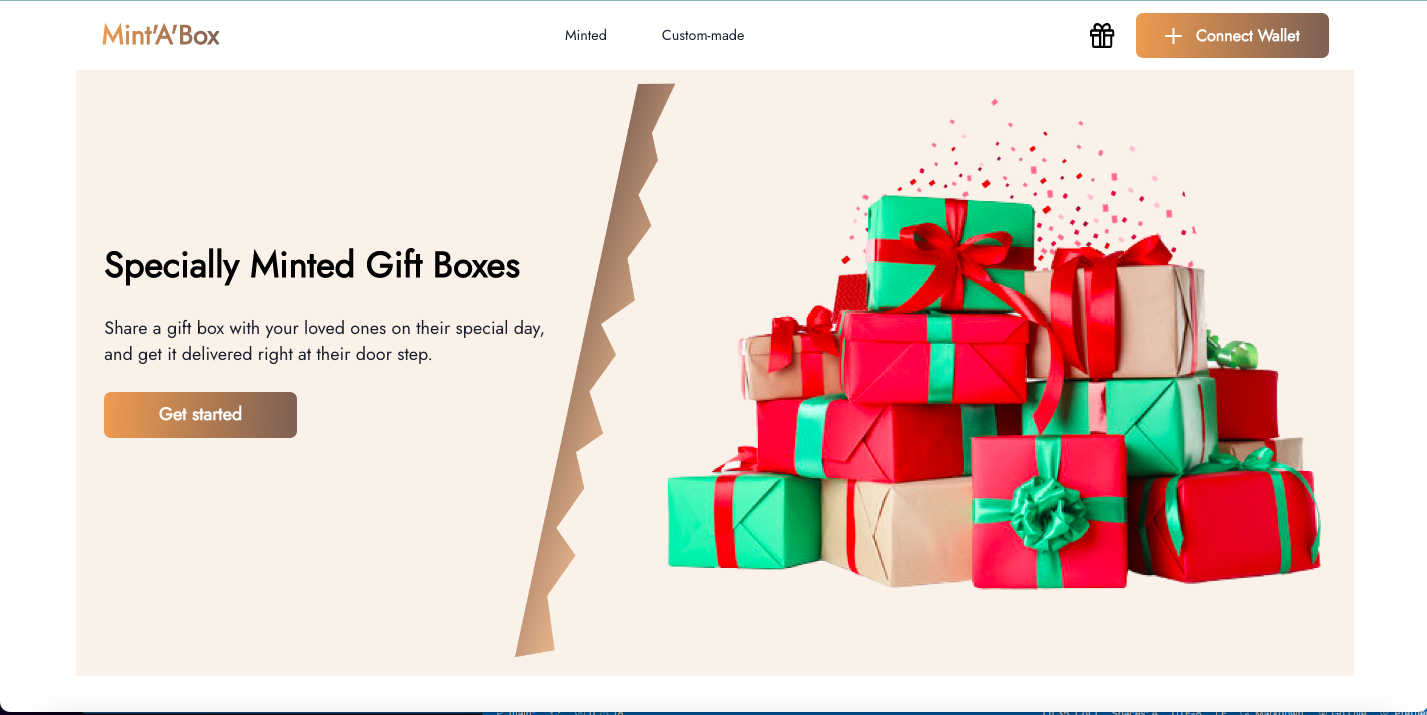 Mint'A'Box
Minted
Custom-made
Connect Wallet
Specially Minted Gift Boxes
Share a gift box with your loved ones on their special day,
and get it delivered right at their door step.
Get started